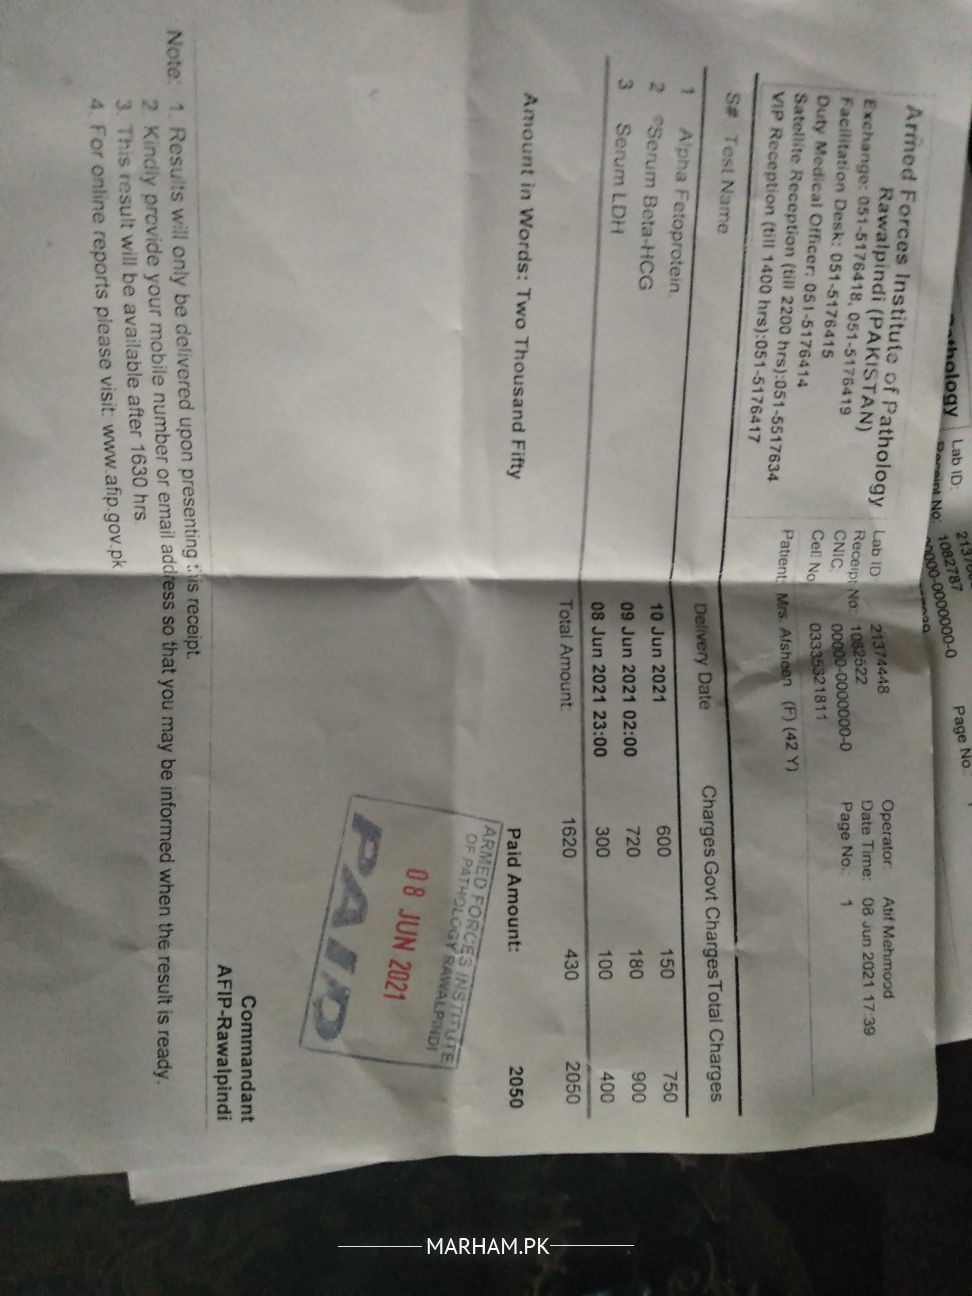 Armed Forces Institute of Pathology
Rawalpindi (PAKISTAN)
Exchange: 051-5176418, 051-5176419
Facilitation Desk: 051-5176415
Duty Medical Officer: 051-5176414
Satellite Reception (till 2200 hrs):051-5517634
VIP Reception (till 1400 hrs):051-5176417
Lab ID 21374448
Receipt No: 1082522
CNIC: 00000-0000000-0
Cell No 03335321811
Patient: Mrs. Afsheen (F) (42 Y)
Operator: Atif Mehmood
Date Time: 08 Jun 2021 17:39
Page No.: 1
S# Test Name Delivery Date Charges Govt Charges Total Charges
1 Alpha Fetoprotein 10 Jun 2021 600 150 750
2 Serum Beta-HCG 09 Jun 2021 02:00 720 180 900
3 Serum LDH 08 Jun 2021 23:00 300 100 400
Total Amount: 1620 430 2050
Amount in Words: Two Thousand Fifty Paid Amount: 2050
ARMED FORCES INSTITUTE
OF PATHOLOGY RAWALPINDI
08 JUN 2021
PAID
Commandant
AFIP-Rawalpindi
Note: 1. Results will only be delivered upon presenting this receipt.
2. Kindly provide your mobile number or email address so that you may be informed when the result is ready.
3. This result will be available after 1630 hrs.
4. For online reports please visit: www.afip.gov.pk
athology
Lab ID:
Receipt No: 1082787
00000-0000000-0
Page No.
MARHAM.PK